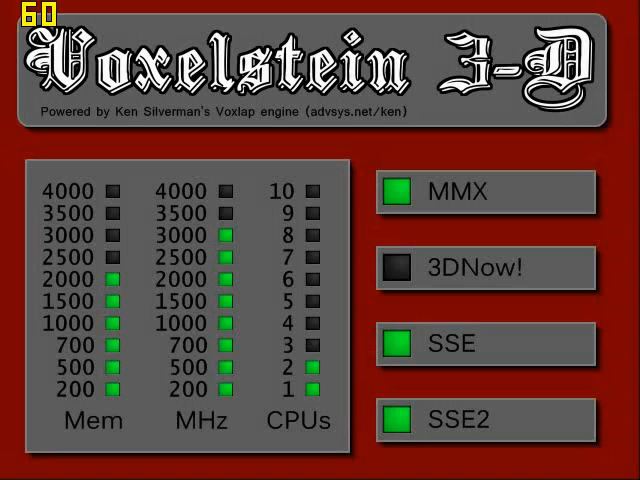 60
Voxelstein 3-D
Powered by Ken Silverman's Voxlap engine (advsys.net/ken)
4000 4000 10
3500 3500 9
3000 3000 8
2500 2500 7
2000 2000 6
1500 1500 5
1000 1000 4
700 700 3
500 500 2
200 200 1
Mem MHz CPUs
MMX
3DNow!
SSE
SSE2